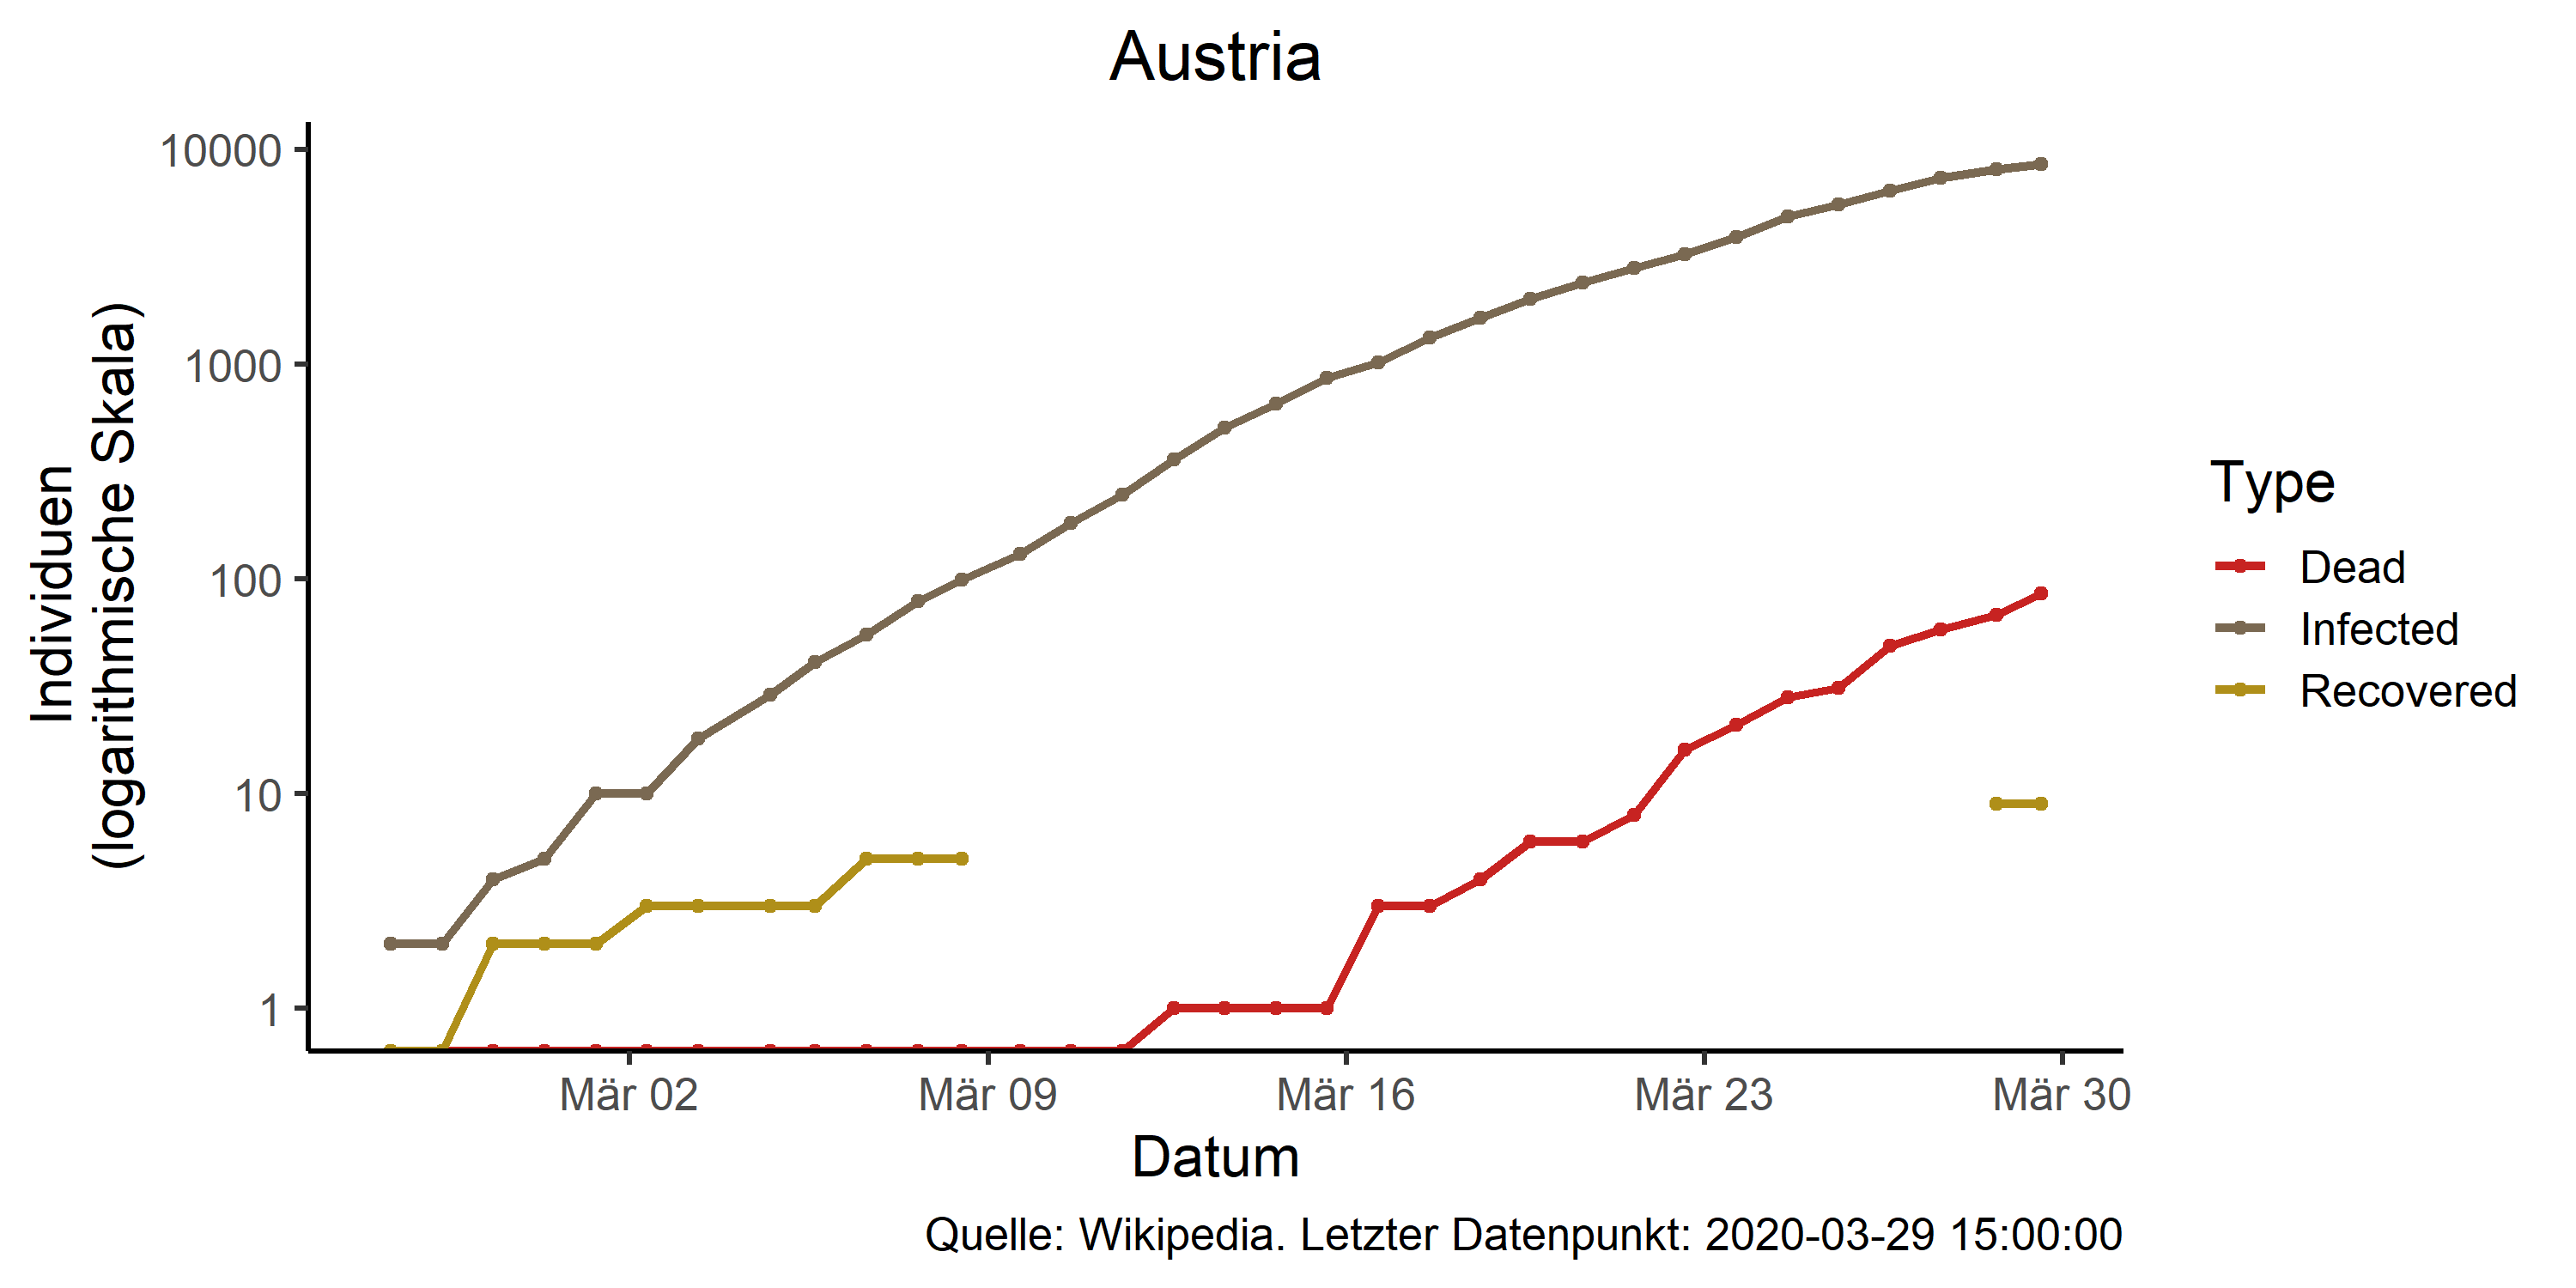 Austria
Individuen
(logarithmische Skala)
10000
1000
100
10
1
Mär 02
Mär 09
Mär 16
Mär 23
Mär 30
Datum
Type
Dead
Infected
Recovered
Quelle: Wikipedia. Letzter Datenpunkt: 2020-03-29 15:00:00